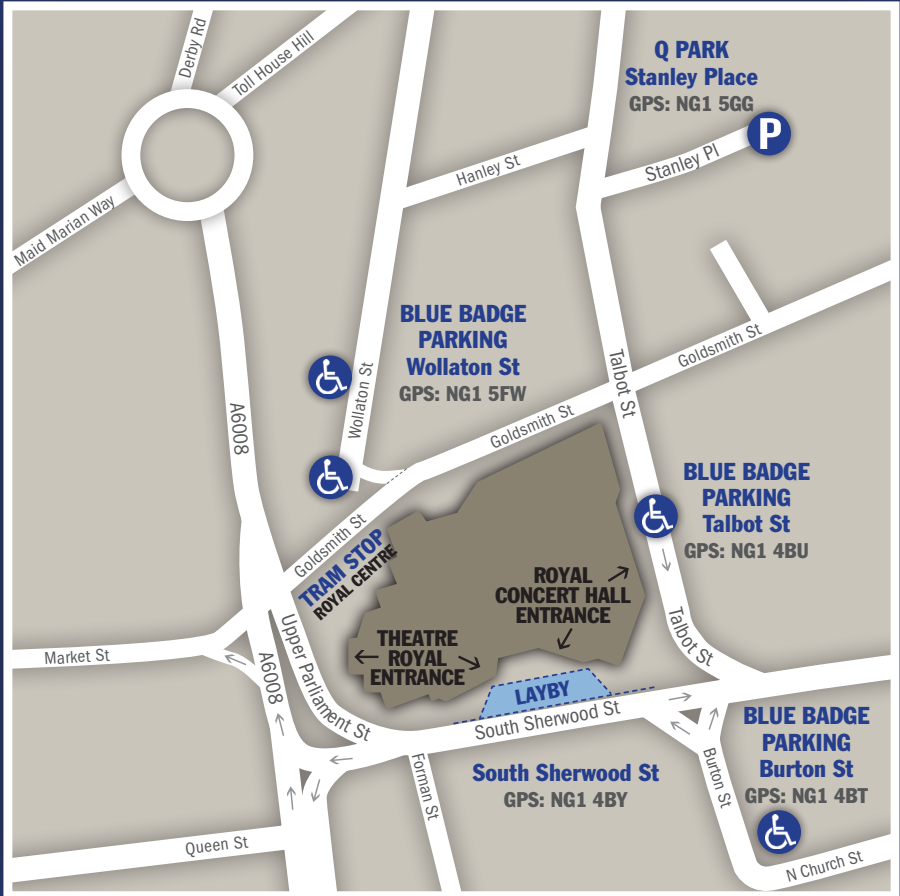 Derby Rd
Toll House Hill
Maid Marian Way
Q PARK
Stanley Place
GPS: NG1 5GG
P
Hanley St
Stanley Pl
BLUE BADGE
PARKING
Wollaton St
GPS: NG1 5FW
Wollaton St
A6008
Goldsmith St
Goldsmith St
Talbot St
BLUE BADGE
PARKING
Talbot St
GPS: NG1 4BU
Goldsmith St
TRAM STOP
ROYAL CENTRE
ROYAL
CONCERT HALL
ENTRANCE
THEATRE
ROYAL
ENTRANCE
Talbot St
Market St
A6008
Upper Parliament St
LAYBY
South Sherwood St
South Sherwood St
GPS: NG1 4BY
Forman St
BLUE BADGE
PARKING
Burton St
GPS: NG1 4BT
Burton St
Queen St
N Church St